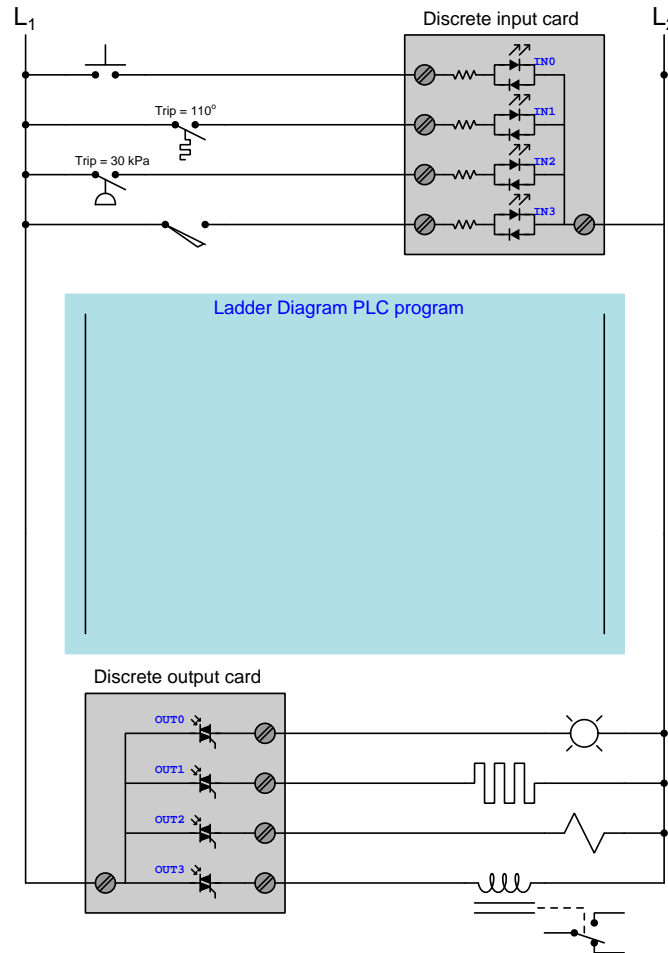 L1
Discrete input card
L2
IN0
Trip = 110o
IN1
Trip = 30 kPa
IN2
IN3
Ladder Diagram PLC program
Discrete output card
OUT0
OUT1
OUT2
OUT3